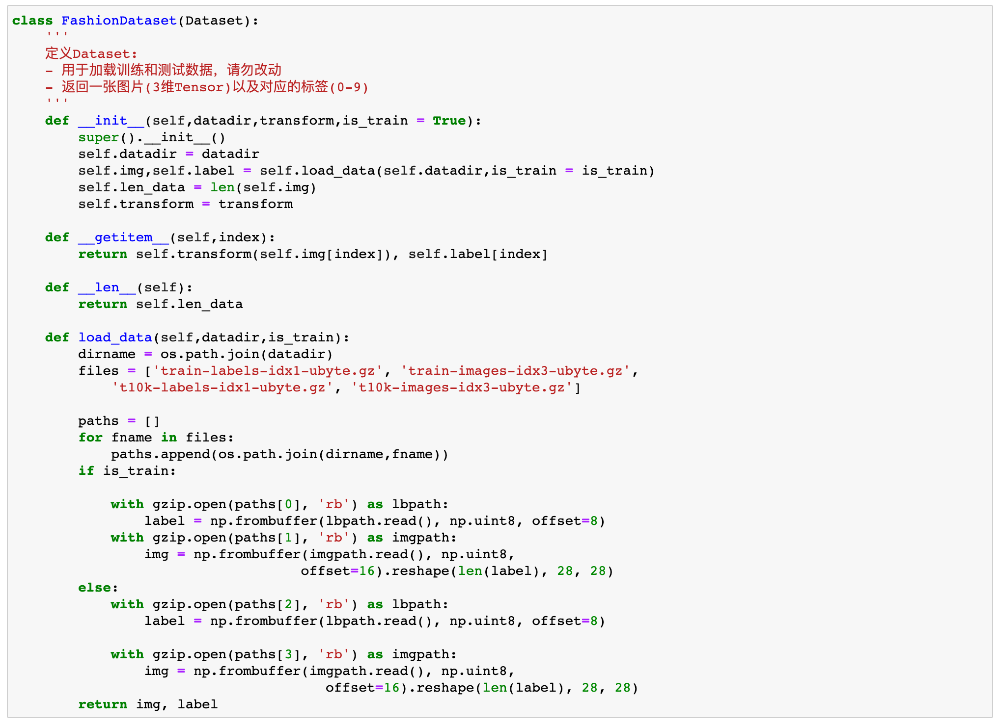 class FashionDataset(Dataset):
    '''
    定义Dataset:
    - 用于加载训练和测试数据，请勿改动
    - 返回一张图片(3维Tensor)以及对应的标签(0-9)
    '''
    def __init__(self,datadir,transform,is_train = True):
        super().__init__()
        self.datadir = datadir
        self.img,self.label = self.load_data(self.datadir,is_train = is_train)
        self.len_data = len(self.img)
        self.transform = transform

    def __getitem__(self,index):
        return self.transform(self.img[index]), self.label[index]

    def __len__(self):
        return self.len_data

    def load_data(self,datadir,is_train):
        dirname = os.path.join(datadir)
        files = ['train-labels-idx1-ubyte.gz', 'train-images-idx3-ubyte.gz',
            't10k-labels-idx1-ubyte.gz', 't10k-images-idx3-ubyte.gz']

        paths = []
        for fname in files:
            paths.append(os.path.join(dirname,fname))
        if is_train:

            with gzip.open(paths[0], 'rb') as lbpath:
                label = np.frombuffer(lbpath.read(), np.uint8, offset=8)
            with gzip.open(paths[1], 'rb') as imgpath:
                img = np.frombuffer(imgpath.read(), np.uint8,
                                   offset=16).reshape(len(label), 28, 28)
        else:
            with gzip.open(paths[2], 'rb') as lbpath:
                label = np.frombuffer(lbpath.read(), np.uint8, offset=8)

            with gzip.open(paths[3], 'rb') as imgpath:
                img = np.frombuffer(imgpath.read(), np.uint8,
                                      offset=16).reshape(len(label), 28, 28)
        return img, label